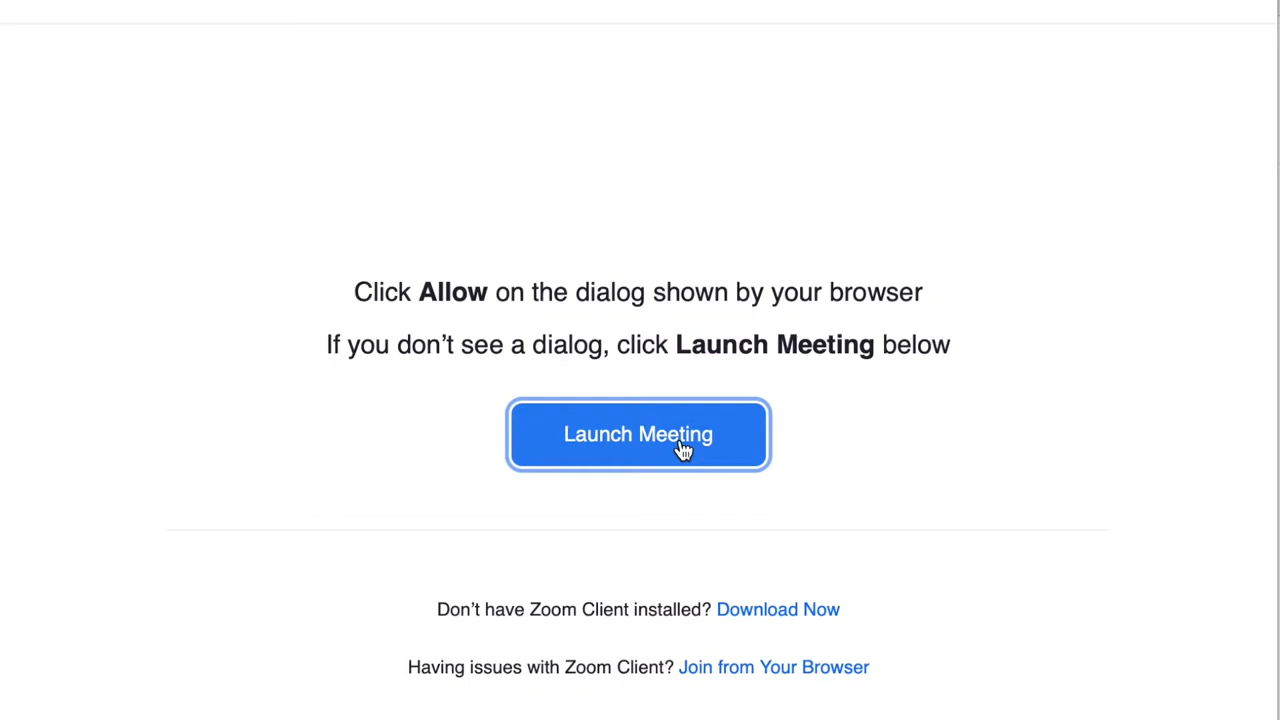 Click Allow on the dialog shown by your browser
If you don’t see a dialog, click Launch Meeting below
Launch Meeting
Don’t have Zoom Client installed? Download Now
Having issues with Zoom Client? Join from Your Browser